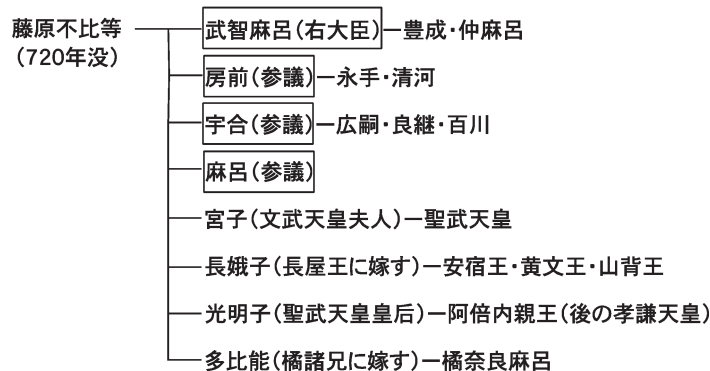 藤原不比等
（720年没）
武智麻呂（右大臣）ー豊成・仲麻呂
房前（参議）ー永手・清河
宇合（参議）ー広嗣・良継・百川
麻呂（参議）
宮子（文武天皇夫人）ー聖武天皇
長娥子（長屋王に嫁す）ー安宿王・黄文王・山背王
光明子（聖武天皇皇后）ー阿倍内親王（後の孝謙天皇）
多比能（橘諸兄に嫁す）ー橘奈良麻呂